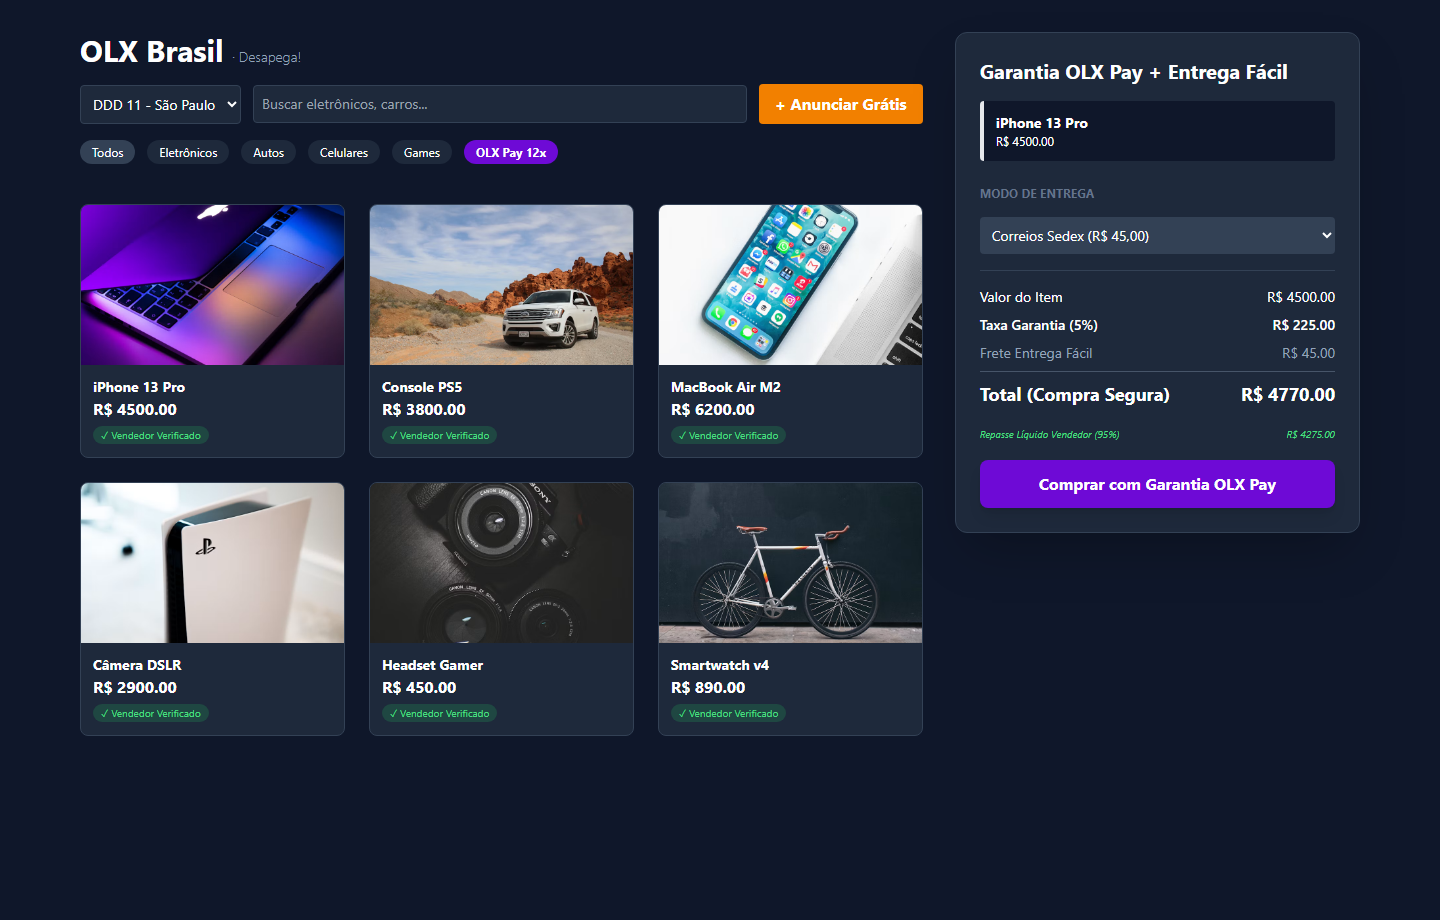 OLX Brasil · Desapega!
DDD 11 - São Paulo
Buscar eletrônicos, carros...
+ Anunciar Grátis
Todos
Eletrônicos
Autos
Celulares
Games
OLX Pay 12x
iPhone 13 Pro
R$ 4500.00
✓ Vendedor Verificado
Console PS5
R$ 3800.00
✓ Vendedor Verificado
MacBook Air M2
R$ 6200.00
✓ Vendedor Verificado
Câmera DSLR
R$ 2900.00
✓ Vendedor Verificado
SONY
Headset Gamer
R$ 450.00
✓ Vendedor Verificado
Smartwatch v4
R$ 890.00
✓ Vendedor Verificado
Garantia OLX Pay + Entrega Fácil
iPhone 13 Pro
R$ 4500.00
MODO DE ENTREGA
Correios Sedex (R$ 45,00)
Valor do Item R$ 4500.00
Taxa Garantia (5%) R$ 225.00
Frete Entrega Fácil R$ 45.00
Total (Compra Segura) R$ 4770.00
Repasse Líquido Vendedor (95%) R$ 4275.00
Comprar com Garantia OLX Pay